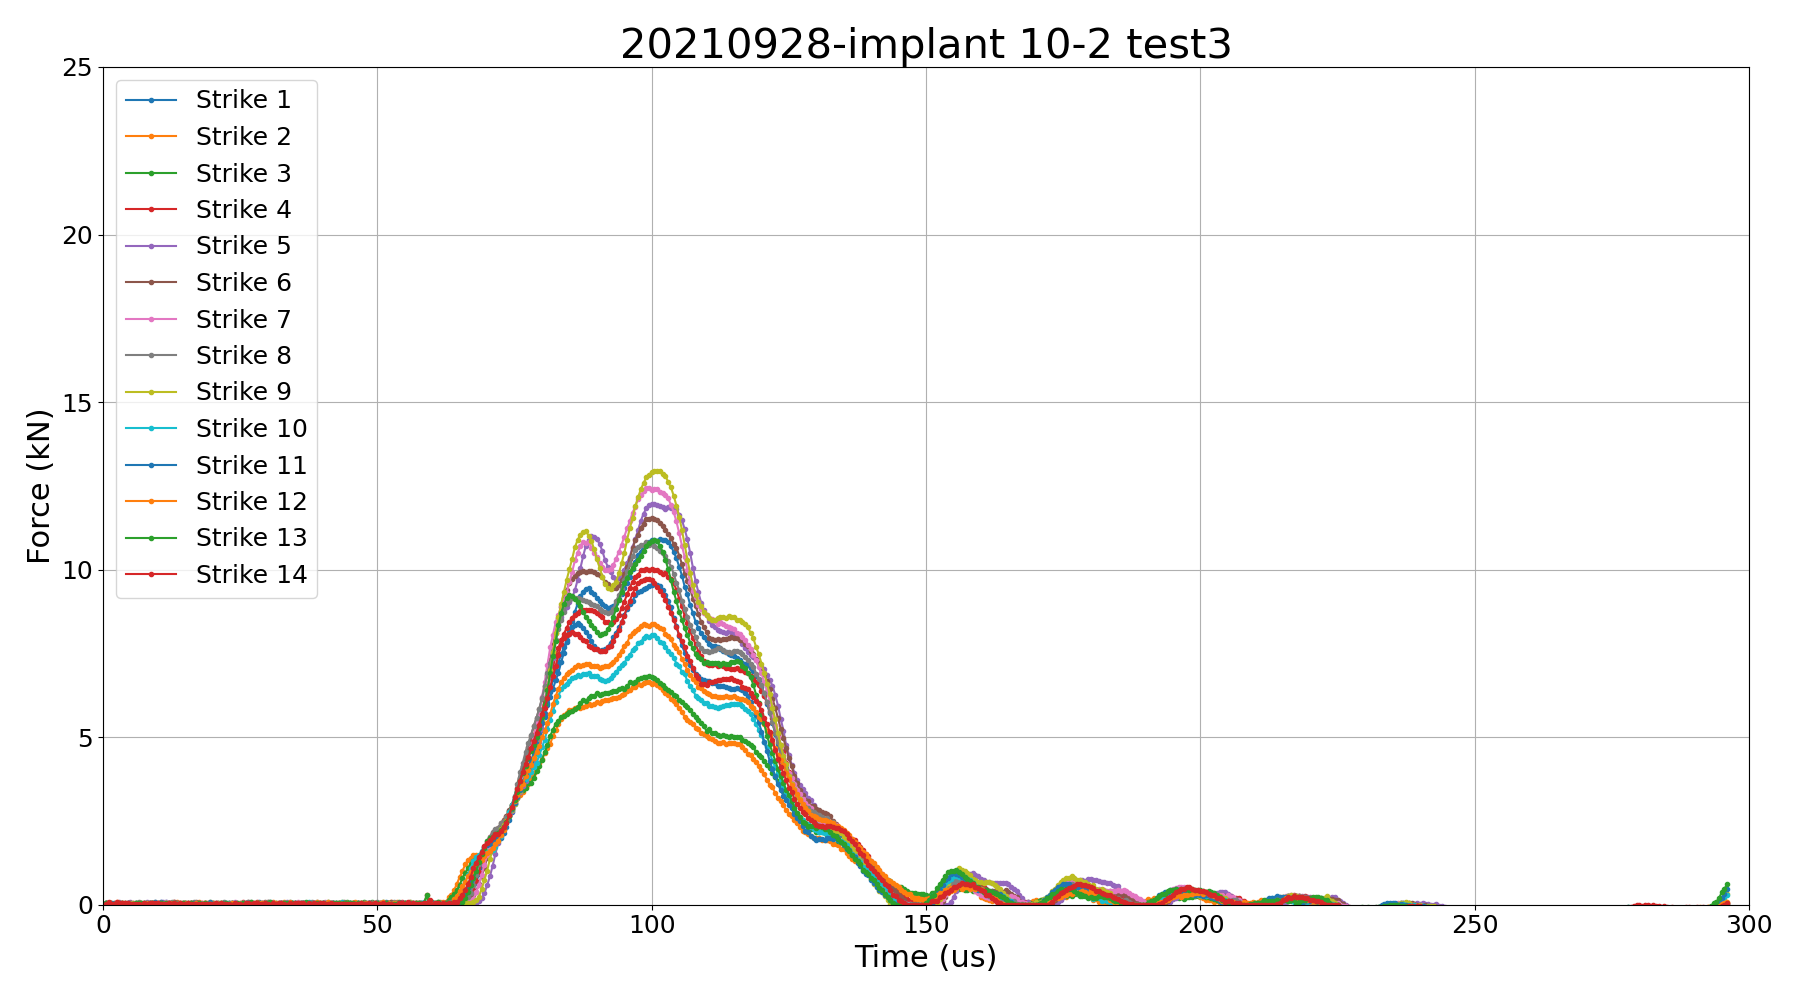 20210928-implant 10-2 test3
25
20
15
10
5
0
Force (kN)
Strike 1
Strike 2
Strike 3
Strike 4
Strike 5
Strike 6
Strike 7
Strike 8
Strike 9
Strike 10
Strike 11
Strike 12
Strike 13
Strike 14
0 50 100 150 200 250 300
Time (us)